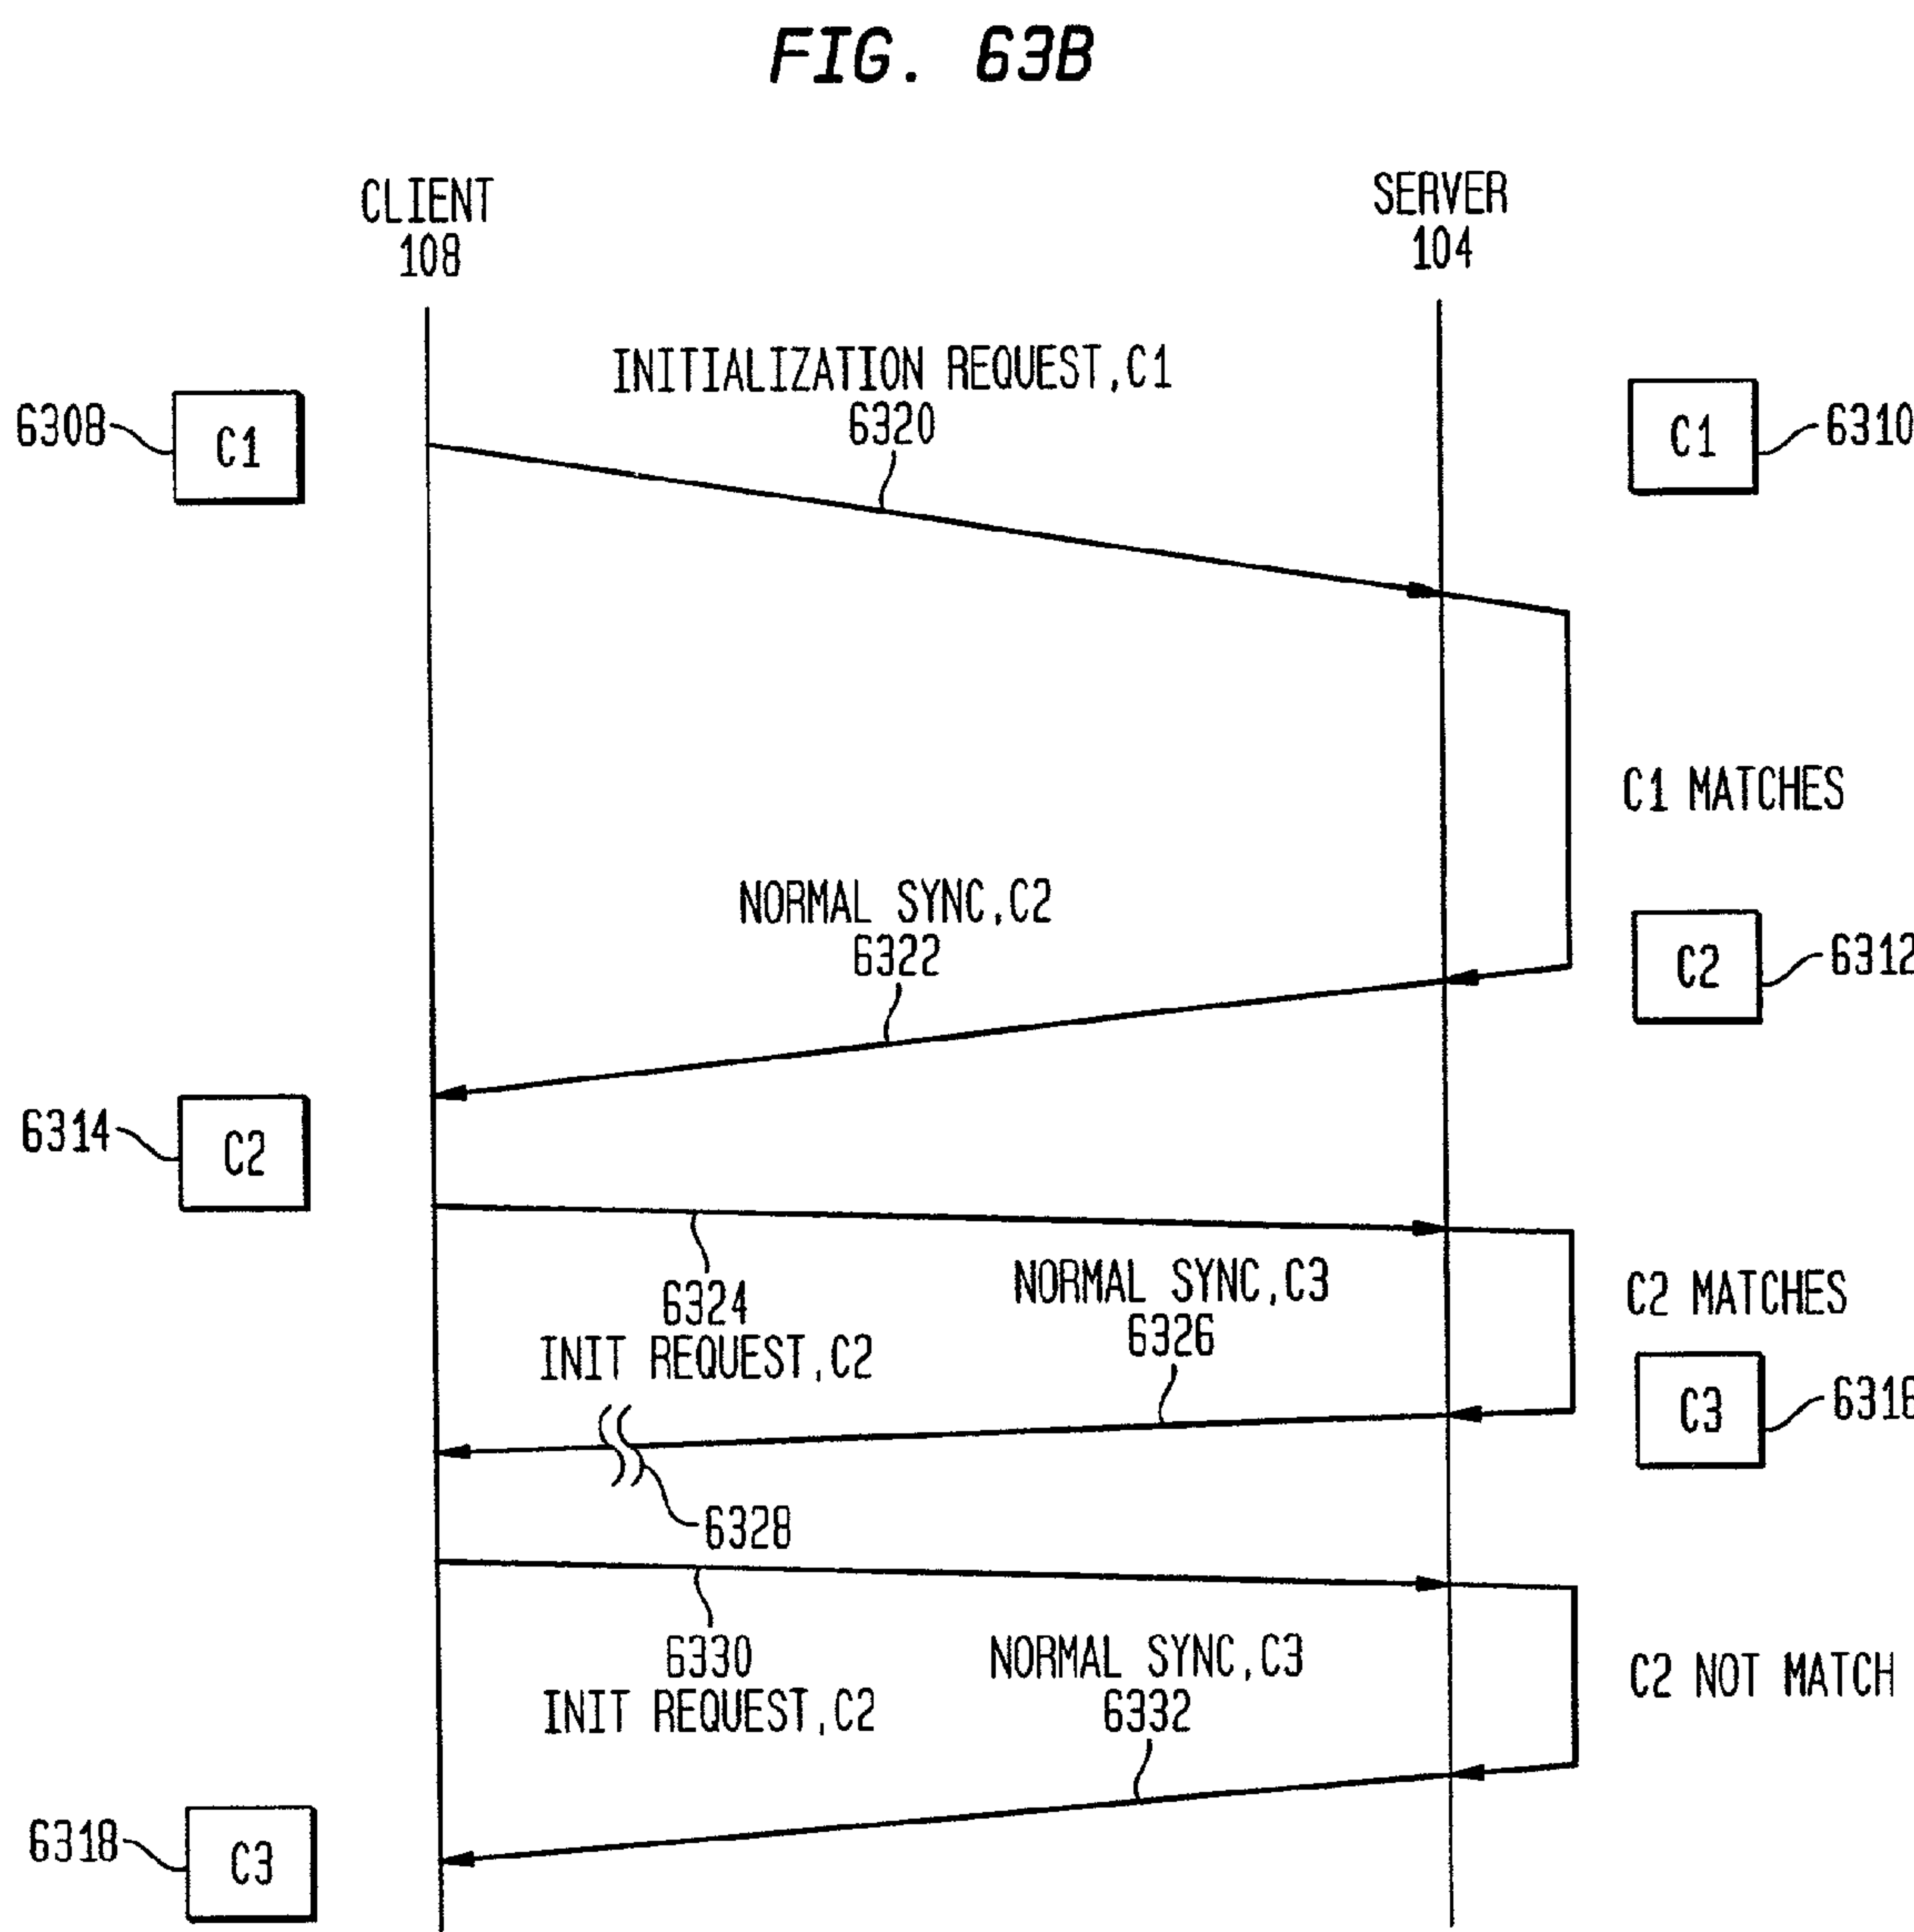 FIG. 63B
CLIENT
108
SERVER
104
INITIALIZATION REQUEST,C1
6320
6308
C1
C1
6310
C1 MATCHES
NORMAL SYNC,C2
6322
C2
6312
6314
C2
6324
INIT REQUEST,C2
NORMAL SYNC,C3
6326
C2 MATCHES
C3
6328
6330
INIT REQUEST,C2
NORMAL SYNC,C3
6332
C2 NOT MATCH
6318
C3